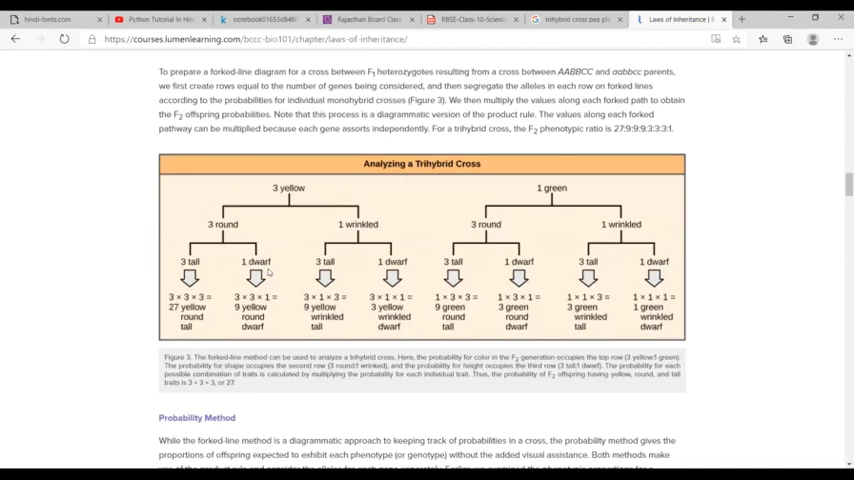 hindi-fonts.com
Python Tutorial In Hin
notebook01653d848
Rajasthan Board Class
RBSE-Class-10-Science
trihybrid cross pea pla
Laws of Inheritance | B
https://courses.lumenlearning.com/bccc-bio101/chapter/laws-of-inheritance/
To prepare a forked-line diagram for a cross between F1 heterozygotes resulting from a cross between AABBCC and aabbcc parents,
we first create rows equal to the number of genes being considered, and then segregate the alleles in each row on forked lines
according to the probabilities for individual monohybrid crosses (Figure 3). We then multiply the values along each forked path to obtain
the F2 offspring probabilities. Note that this process is a diagrammatic version of the product rule. The values along each forked
pathway can be multiplied because each gene assorts independently. For a trihybrid cross, the F2 phenotypic ratio is 27:9:9:9:3:3:3:1.
Analyzing a Trihybrid Cross
3 yellow 1 green
3 round 1 wrinkled 3 round 1 wrinkled
3 tall 1 dwarf 3 tall 1 dwarf 3 tall 1 dwarf 3 tall 1 dwarf
3 × 3 × 3 = 3 × 3 × 1 = 3 × 1 × 3 = 3 × 1 × 1 = 1 × 3 × 3 = 1 × 3 × 1 = 1 × 1 × 3 = 1 × 1 × 1 =
27 yellow 9 yellow 9 yellow 3 yellow 9 green 3 green 3 green 1 green
round round wrinkled wrinkled round round wrinkled wrinkled
tall dwarf tall dwarf tall dwarf tall dwarf
Figure 3. The forked-line method can be used to analyze a trihybrid cross. Here, the probability for color in the F2 generation occupies the top row (3 yellow:1 green).
The probability for shape occupies the second row (3 round:1 wrinked), and the probability for height occupies the third row (3 tall:1 dwarf). The probability for each
possible combination of traits is calculated by multiplying the probability for each individual trait. Thus, the probability of F2 offspring having yellow, round, and tall
traits is 3 × 3 × 3, or 27.
Probability Method
While the forked-line method is a diagrammatic approach to keeping track of probabilities in a cross, the probability method gives the
proportions of offspring expected to exhibit each phenotype (or genotype) without the added visual assistance. Both methods make